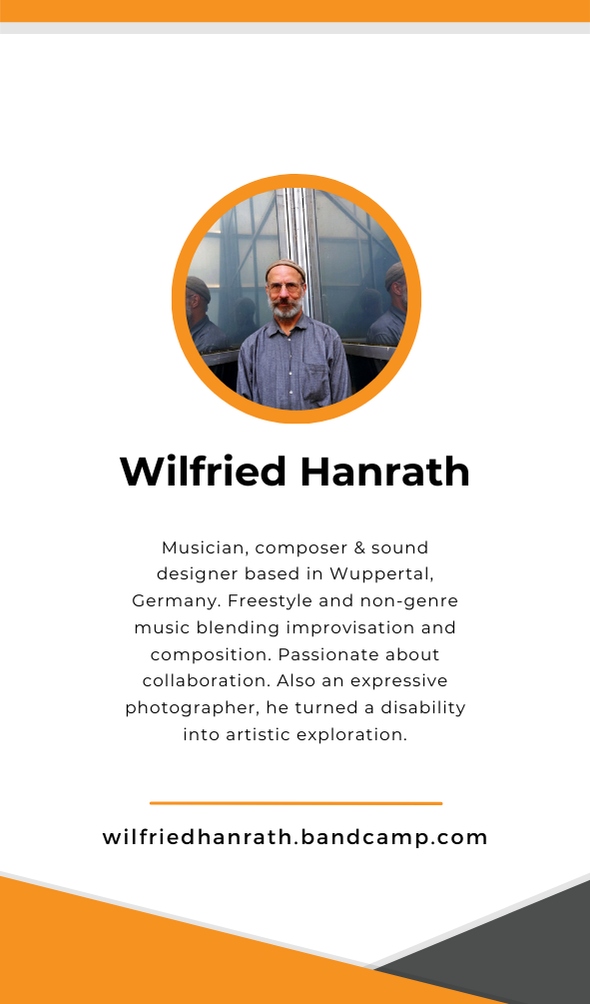 Wilfried Hanrath
Musician, composer & sound
designer based in Wuppertal,
Germany. Freestyle and non-genre
music blending improvisation and
composition. Passionate about
collaboration. Also an expressive
photographer, he turned a disability
into artistic exploration.
wilfriedhanrath.bandcamp.com